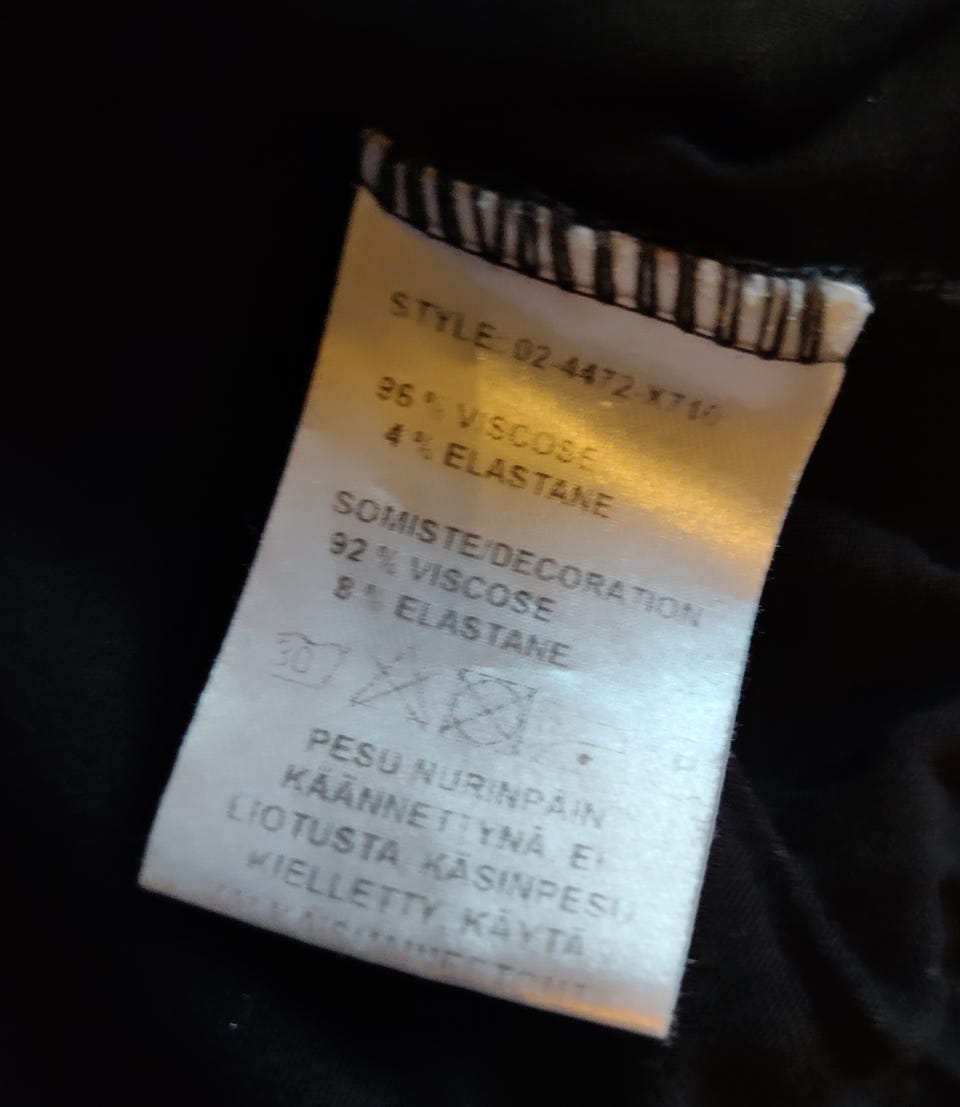 STYLE: 02-4472-X710
96 % VISCOSE
4 % ELASTANE
SOMISTE/DECORATION
92 % VISCOSE
8 % ELASTANE
30
PESU NURINPÄIN
KÄÄNNETTYNÄ. EI
LIOTUSTA. KÄSINPESU
KIELLETTY. KÄYTÄ